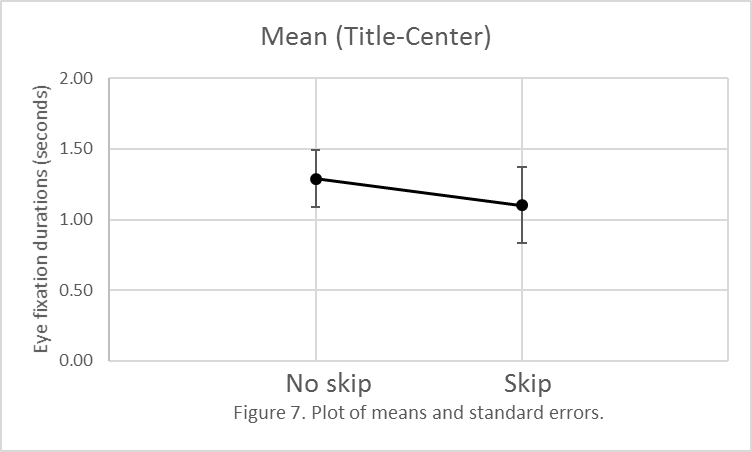 Mean (Title-Center)
Eye fixation durations (seconds)
2.00
1.50
1.00
0.50
0.00
No skip Skip
Figure 7. Plot of means and standard errors.